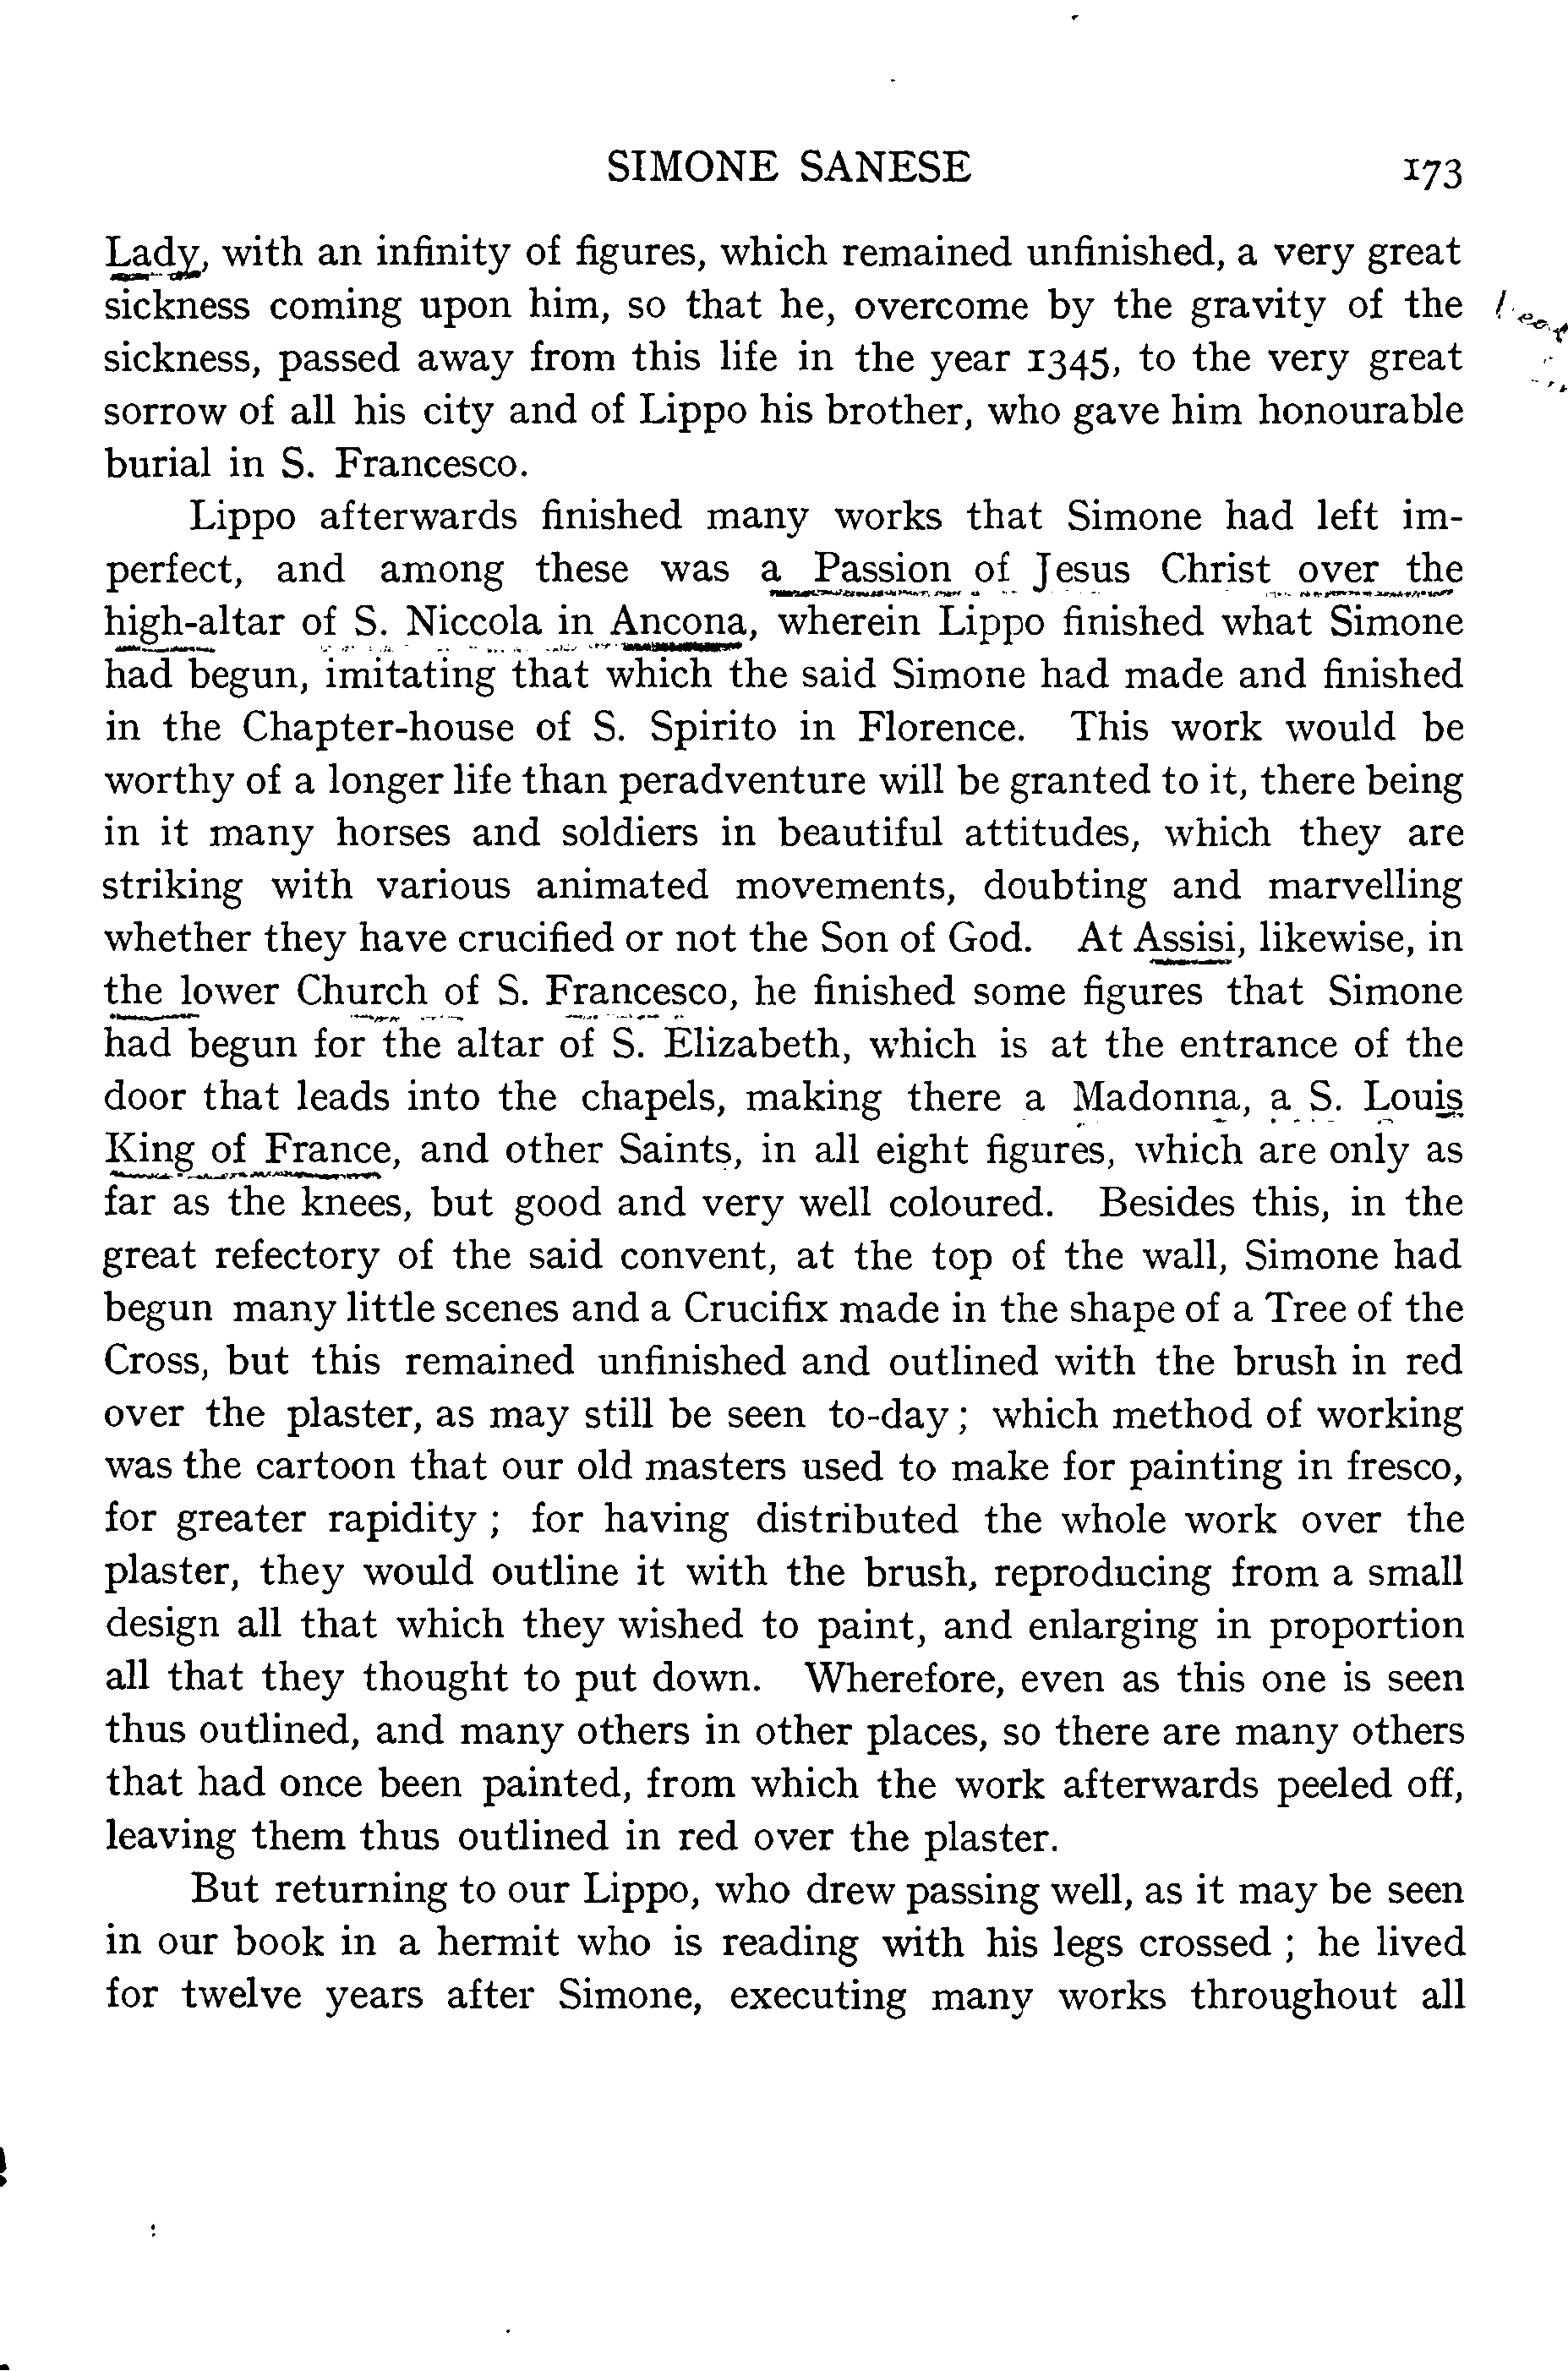 SIMONE SANESE 173
Lady, with an infinity of figures, which remained unfinished, a very great
sickness coming upon him, so that he, overcome by the gravity of the
sickness, passed away from this life in the year 1345, to the very great
sorrow of all his city and of Lippo his brother, who gave him honourable
burial in S. Francesco.
Lippo afterwards finished many works that Simone had left im-
perfect, and among these was a Passion of Jesus Christ over the
high-altar of S. Niccola in Ancona, wherein Lippo finished what Simone
had begun, imitating that which the said Simone had made and finished
in the Chapter-house of S. Spirito in Florence. This work would be
worthy of a longer life than peradventure will be granted to it, there being
in it many horses and soldiers in beautiful attitudes, which they are
striking with various animated movements, doubting and marvelling
whether they have crucified or not the Son of God. At Assisi, likewise, in
the lower Church of S. Francesco, he finished some figures that Simone
had begun for the altar of S. Elizabeth, which is at the entrance of the
door that leads into the chapels, making there a Madonna, a S. Louis
King of France, and other Saints, in all eight figures, which are only as
far as the knees, but good and very well coloured. Besides this, in the
great refectory of the said convent, at the top of the wall, Simone had
begun many little scenes and a Crucifix made in the shape of a Tree of the
Cross, but this remained unfinished and outlined with the brush in red
over the plaster, as may still be seen to-day; which method of working
was the cartoon that our old masters used to make for painting in fresco,
for greater rapidity; for having distributed the whole work over the
plaster, they would outline it with the brush, reproducing from a small
design all that which they wished to paint, and enlarging in proportion
all that they thought to put down. Wherefore, even as this one is seen
thus outlined, and many others in other places, so there are many others
that had once been painted, from which the work afterwards peeled off,
leaving them thus outlined in red over the plaster.
But returning to our Lippo, who drew passing well, as it may be seen
in our book in a hermit who is reading with his legs crossed; he lived
for twelve years after Simone, executing many works throughout all